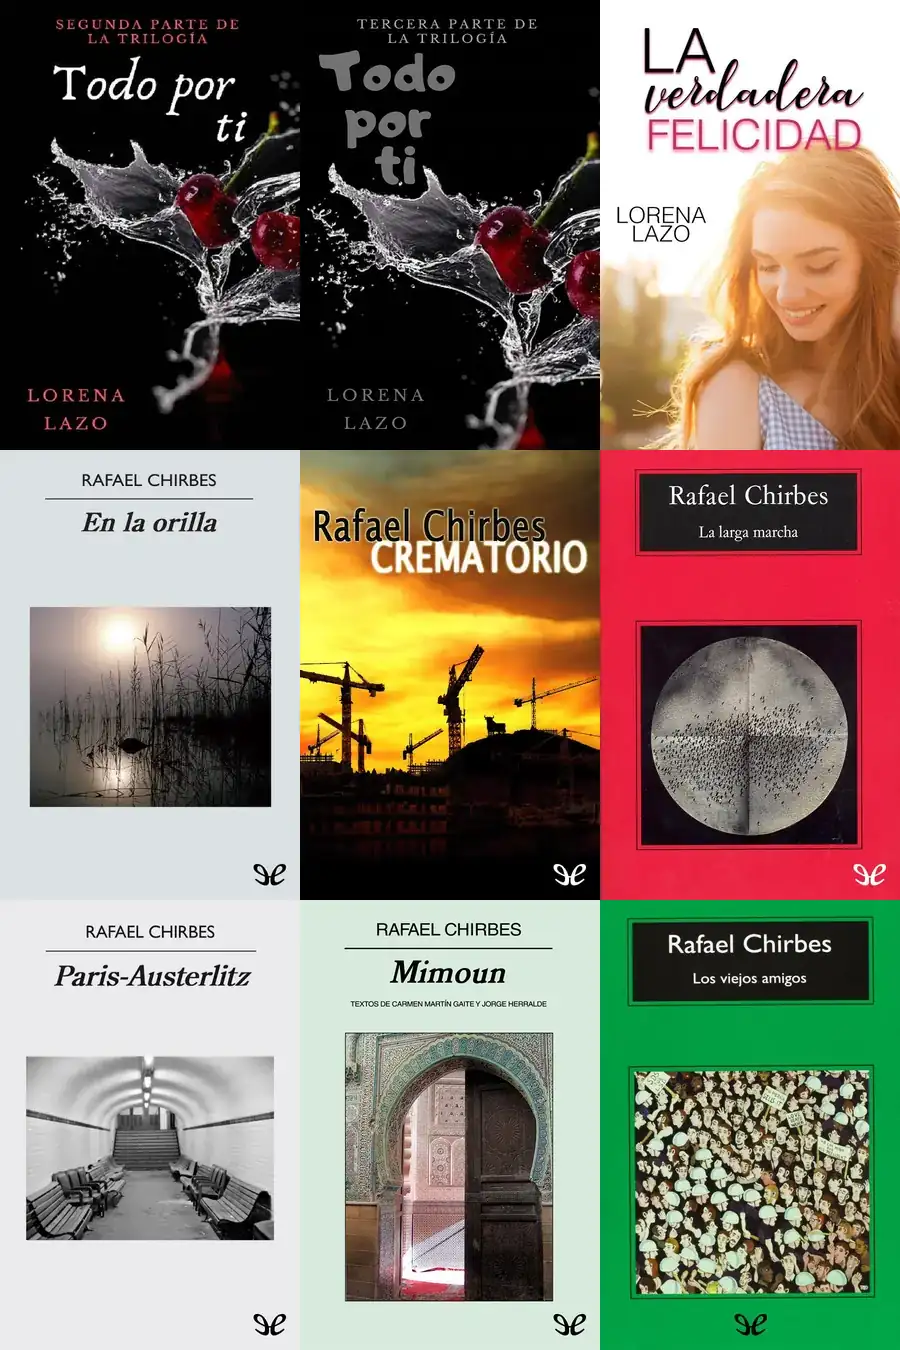 SEGUNDA PARTE DE
LA TRILOGÍA
Todo por
ti
LORENA
LAZO
TERCERA PARTE DE
LA TRILOGÍA
Todo
por
ti
LORENA
LAZO
LA
verdadera
FELICIDAD
LORENA
LAZO
RAFAEL CHIRBES
En la orilla
Rafael Chirbes
CREMATORIO
Rafael Chirbes
La larga marcha
RAFAEL CHIRBES
Paris-Austerlitz
RAFAEL CHIRBES
Mimoun
TEXTOS DE CARMEN MARTÍN GAITE Y JORGE HERRALDE
Rafael Chirbes
Los viejos amigos